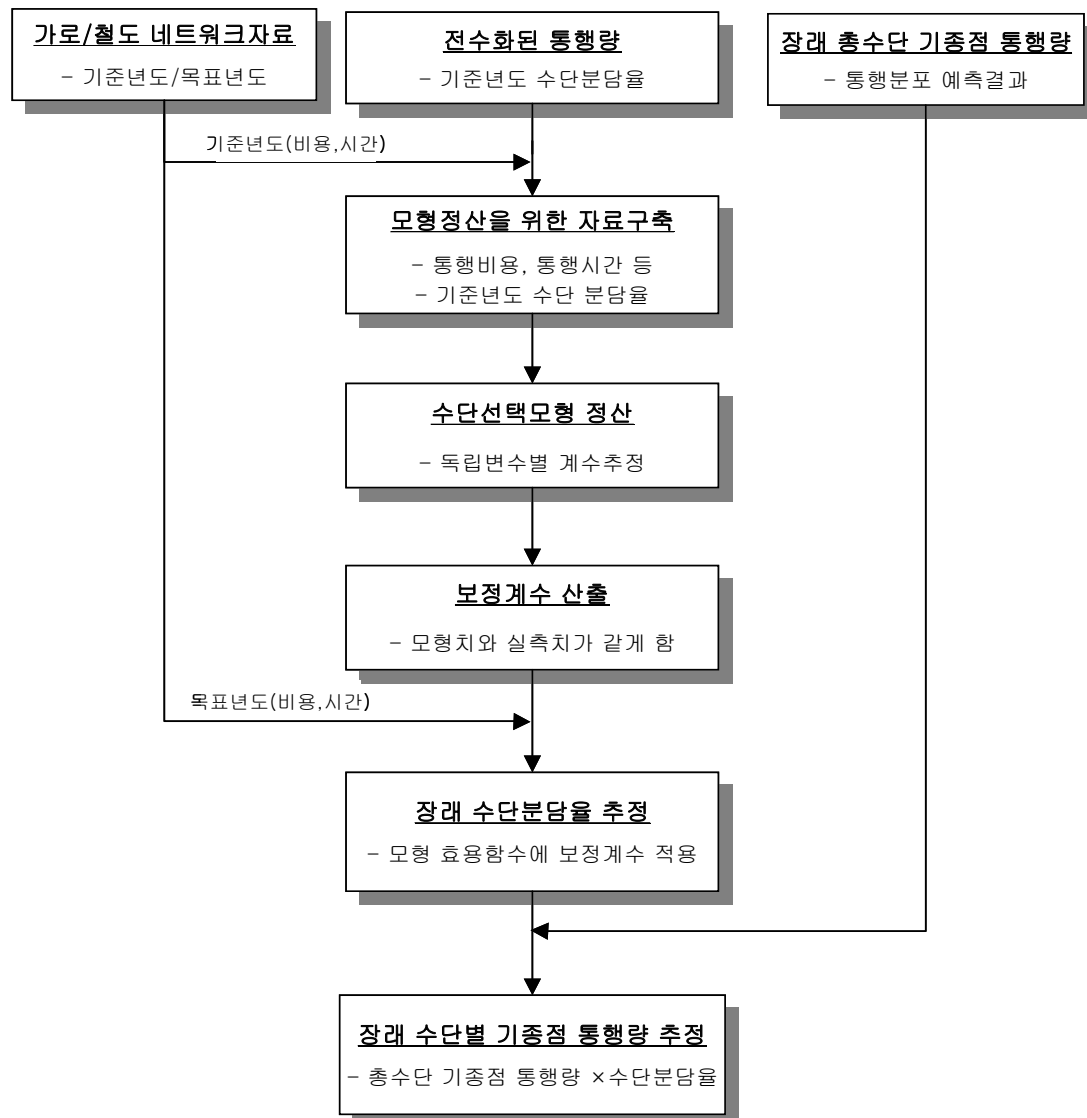 가로/철도 네트워크자료
- 기준년도/목표년도
전수화된 통행량
- 기준년도 수단분담율
장래 총수단 기종점 통행량
- 통행분포 예측결과
기준년도(비용,시간)
모형정산을 위한 자료구축
- 통행비용, 통행시간 등
- 기준년도 수단 분담율
수단선택모형 정산
- 독립변수별 계수추정
보정계수 산출
- 모형치와 실측치가 같게 함
목표년도(비용,시간)
장래 수단분담율 추정
- 모형 효용함수에 보정계수 적용
장래 수단별 기종점 통행량 추정
- 총수단 기종점 통행량 ×수단분담율